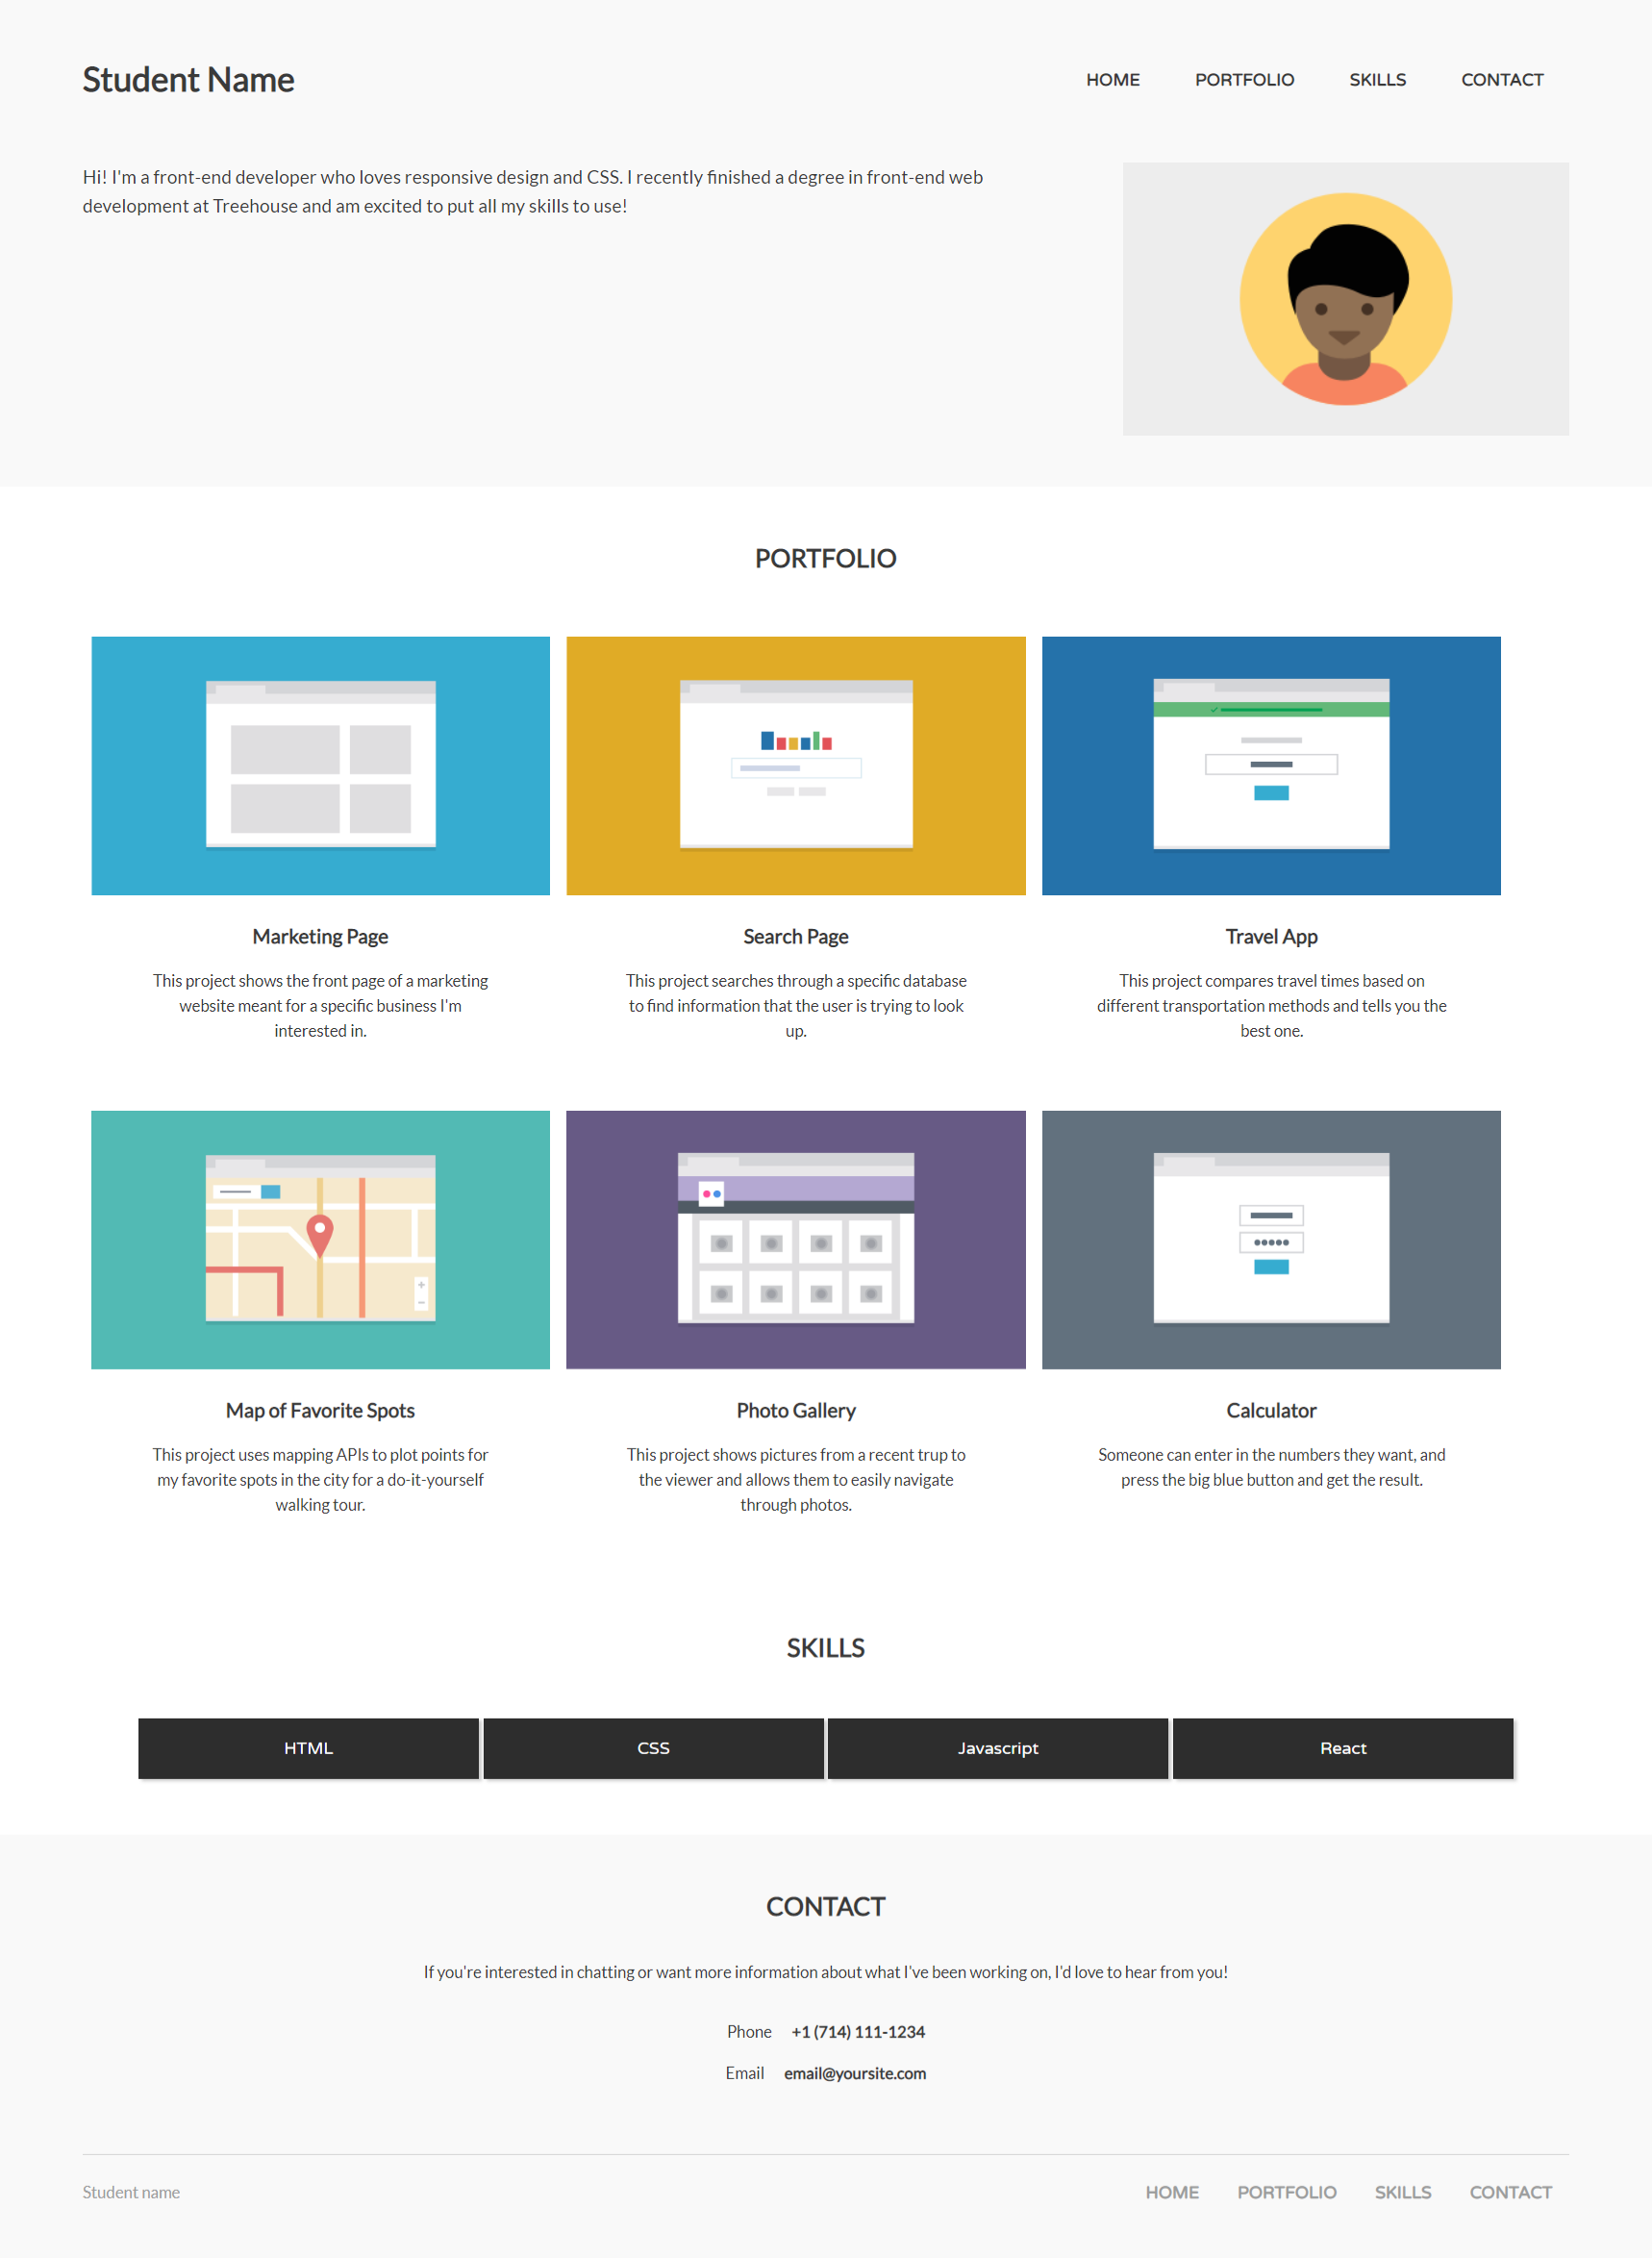 Student Name
HOME PORTFOLIO SKILLS CONTACT
Hi! I'm a front-end developer who loves responsive design and CSS. I recently finished a degree in front-end web
development at Treehouse and am excited to put all my skills to use!
PORTFOLIO
Marketing Page
This project shows the front page of a marketing
website meant for a specific business I'm
interested in.
Search Page
This project searches through a specific database
to find information that the user is trying to look
up.
Travel App
This project compares travel times based on
different transportation methods and tells you the
best one.
Map of Favorite Spots
This project uses mapping APIs to plot points for
my favorite spots in the city for a do-it-yourself
walking tour.
Photo Gallery
This project shows pictures from a recent trup to
the viewer and allows them to easily navigate
through photos.
Calculator
Someone can enter in the numbers they want, and
press the big blue button and get the result.
SKILLS
HTML
CSS
Javascript
React
CONTACT
If you're interested in chatting or want more information about what I've been working on, I'd love to hear from you!
Phone +1 (714) 111-1234
Email email@yoursite.com
Student name
HOME PORTFOLIO SKILLS CONTACT